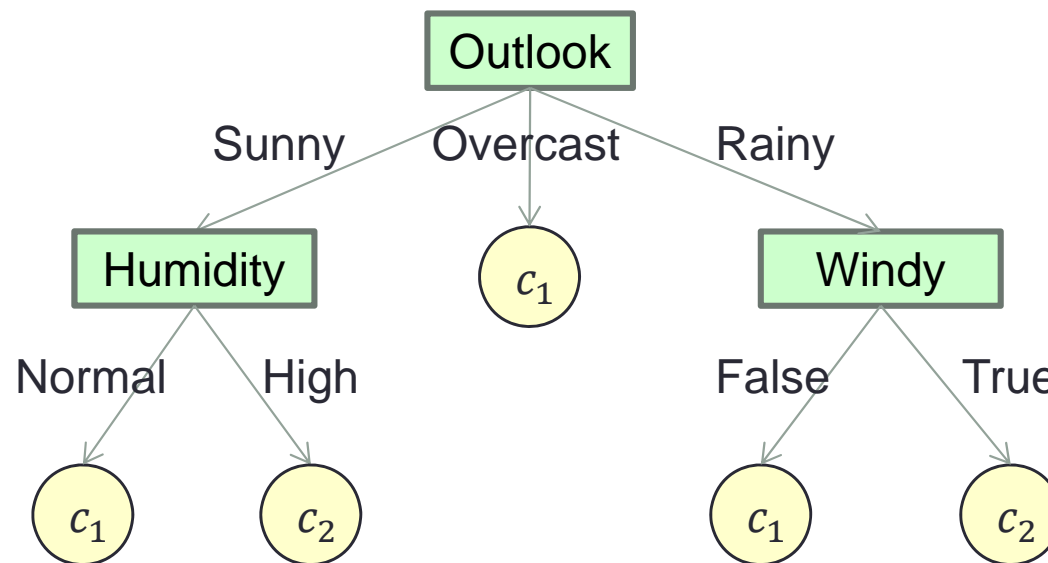 Outlook
Sunny Overcast Rainy
Humidity c₁ Windy
Normal High False True
c₁ c₂ c₁ c₂